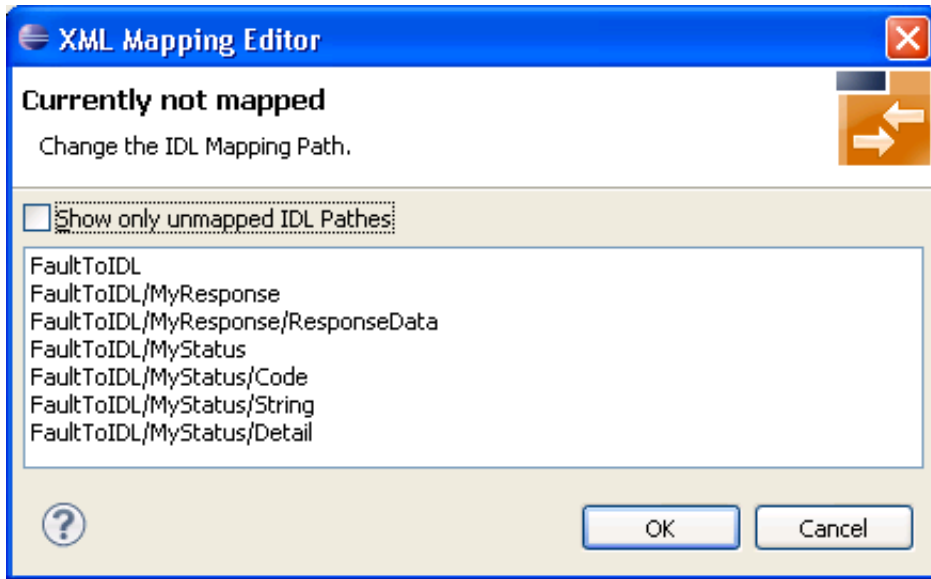 XML Mapping Editor
Currently not mapped
Change the IDL Mapping Path.
Show only unmapped IDL Pathes
FaultToIDL
FaultToIDL/MyResponse
FaultToIDL/MyResponse/ResponseData
FaultToIDL/MyStatus
FaultToIDL/MyStatus/Code
FaultToIDL/MyStatus/String
FaultToIDL/MyStatus/Detail
?
OK Cancel